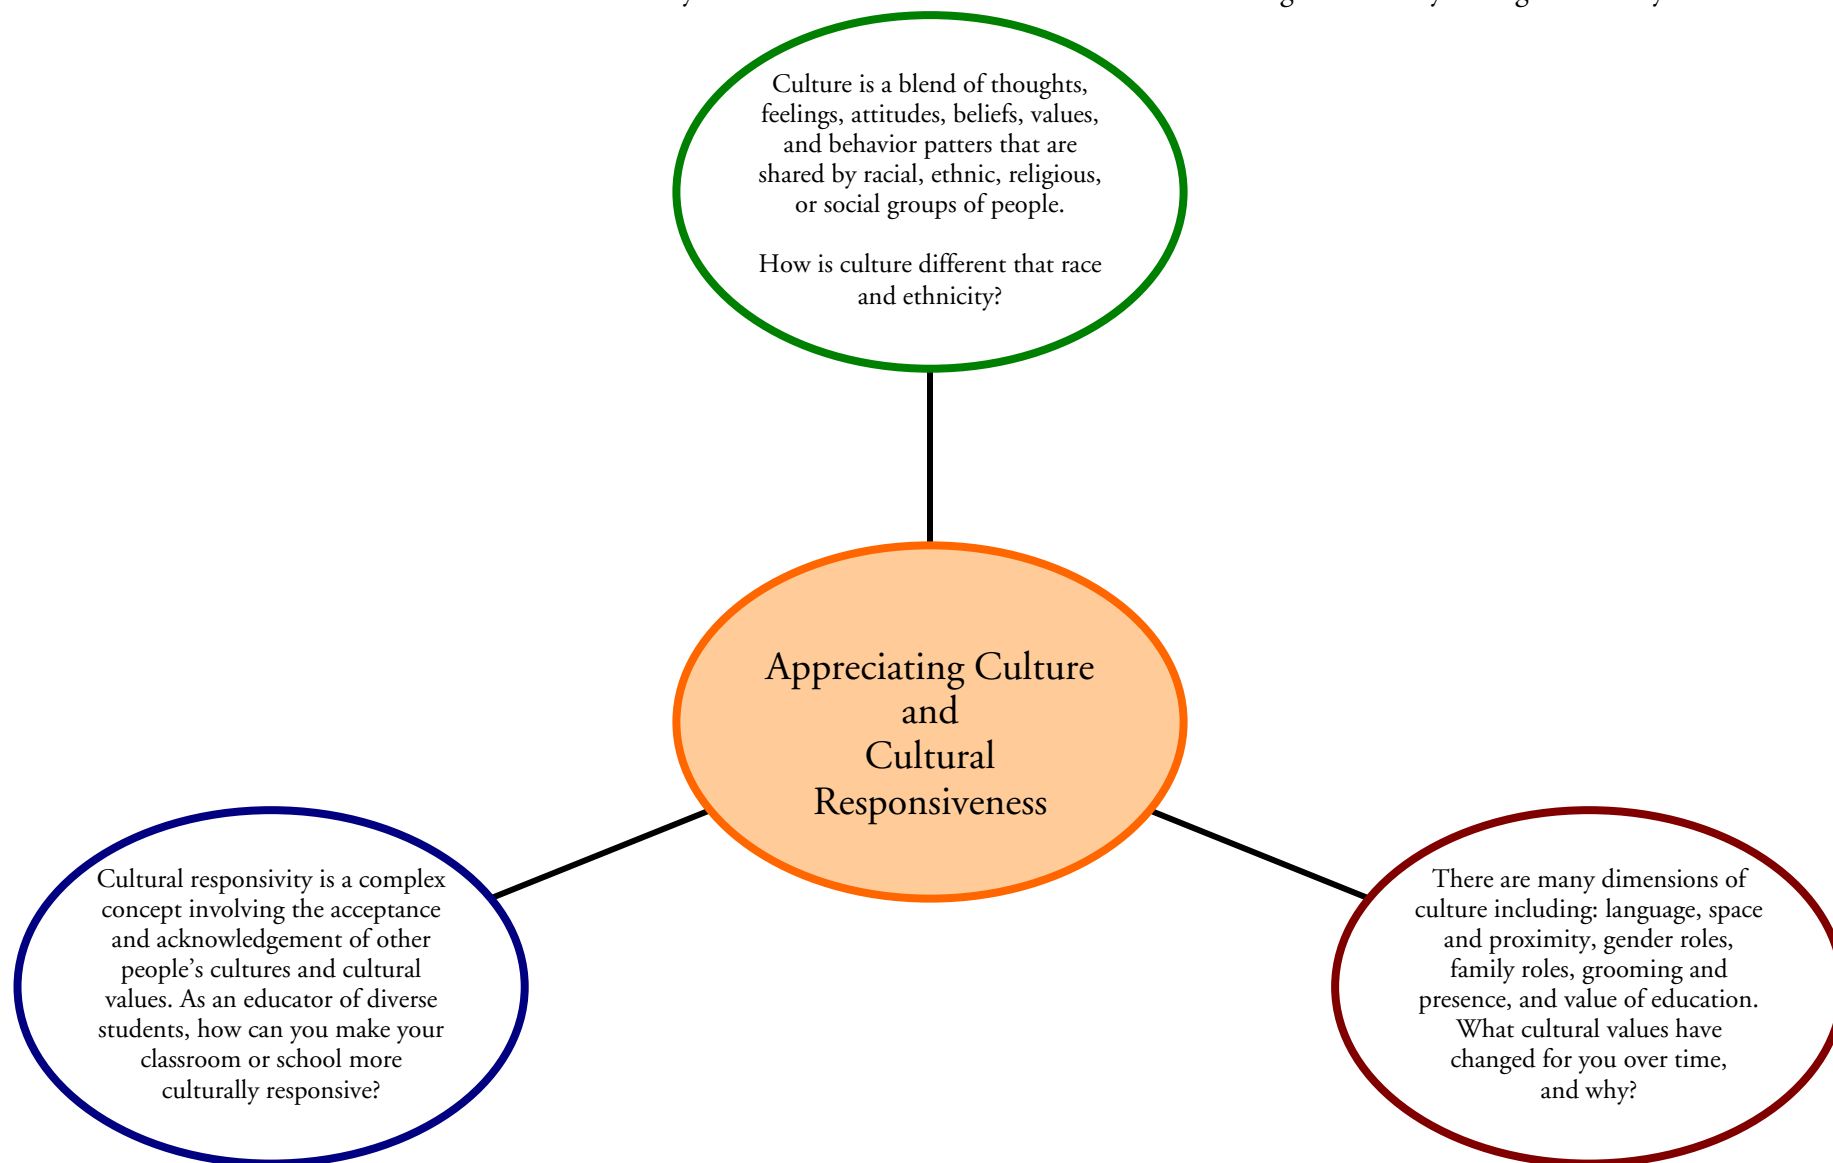 Culture is a blend of thoughts,
feelings, attitudes, beliefs, values,
and behavior patters that are
shared by racial, ethnic, religious,
or social groups of people.
How is culture different that race
and ethnicity?
Appreciating Culture
and
Cultural
Responsiveness
Cultural responsivity is a complex
concept involving the acceptance
and acknowledgement of other
people’s cultures and cultural
values. As an educator of diverse
students, how can you make your
classroom or school more
culturally responsive?
There are many dimensions of
culture including: language, space
and proximity, gender roles,
family roles, grooming and
presence, and value of education.
What cultural values have
changed for you over time,
and why?